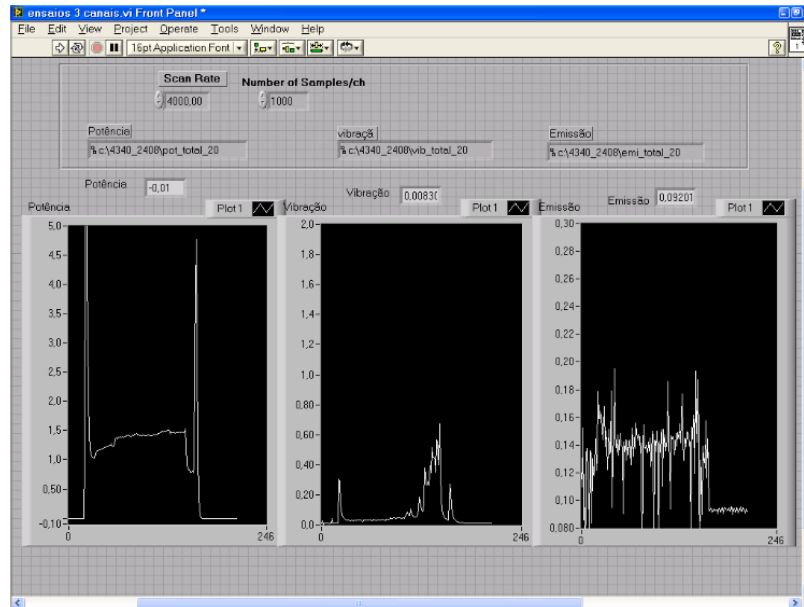 ensaios 3 canais.vi Front Panel *
File Edit View Project Operate Tools Window Help
16pt Application Font
Scan Rate Number of Samples/ch
4000,00 1000
Potência vibraçã Emissão
c:\4340_2408\pot_total_20 c:\4340_2408\vib_total_20 c:\4340_2408\emi_total_20
Potência -0,01 Vibração 0,0083 Emissão 0,09201
Potência Plot 1 Vibração Plot 1 Emissão Plot 1
5,0 2,0 0,30
4,5 1,8 0,28
4,0 1,6 0,26
3,5 1,4 0,24
3,0 1,2 0,22
2,5 1,0 0,20
2,0 0,80 0,18
1,5 0,60 0,16
1,0 0,40 0,14
0,50 0,20 0,12
-0,10 0,0 0,10
0.080
0 246 0 246 0 246